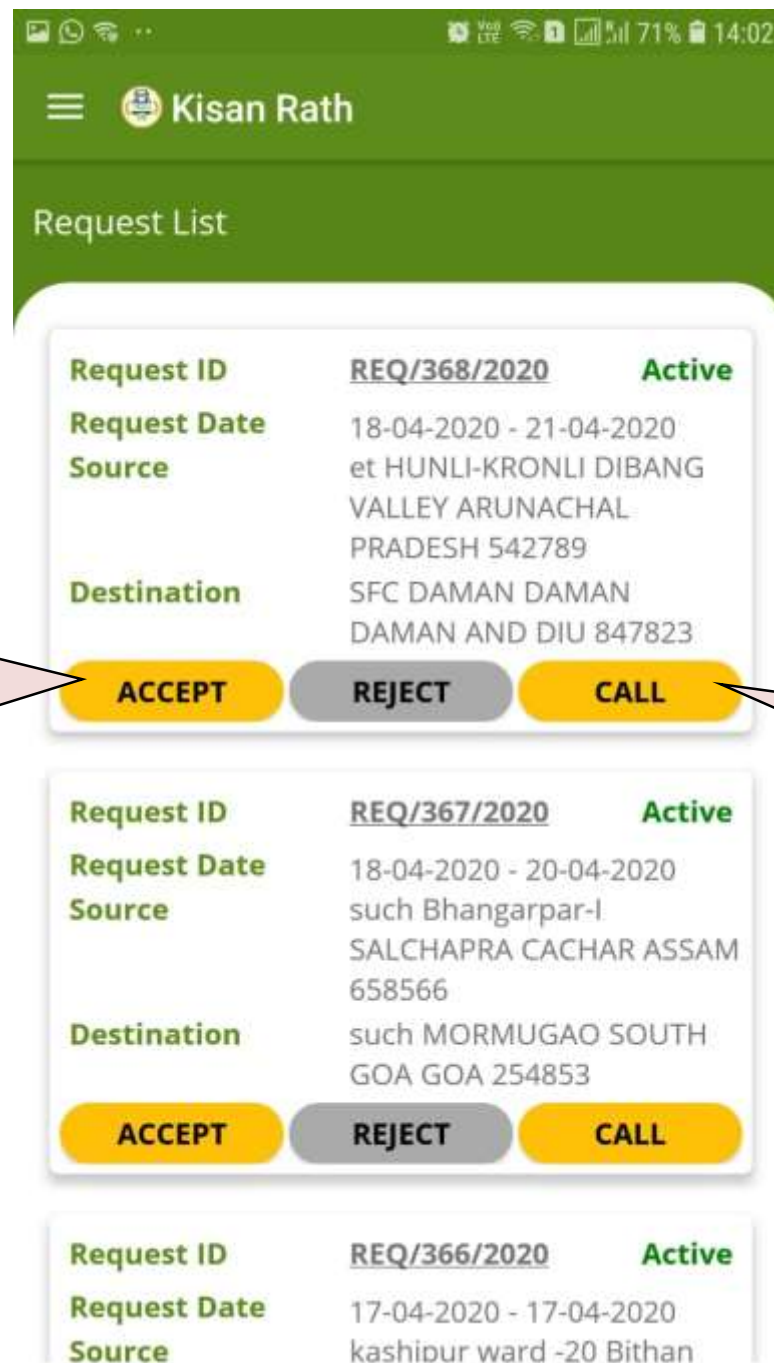 VoD LTE 1 71% 14:02
Kisan Rath
Request List
Request ID REQ/368/2020 Active
Request Date 18-04-2020 - 21-04-2020
Source et HUNLI-KRONLI DIBANG
VALLEY ARUNACHAL
PRADESH 542789
Destination SFC DAMAN DAMAN
DAMAN AND DIU 847823
ACCEPT REJECT CALL
Request ID REQ/367/2020 Active
Request Date 18-04-2020 - 20-04-2020
Source such Bhangarpar-I
SALCHAPRA CACHAR ASSAM
658566
Destination such MORMUGAO SOUTH
GOA GOA 254853
ACCEPT REJECT CALL
Request ID REQ/366/2020 Active
Request Date 17-04-2020 - 17-04-2020
Source kashipur ward -20 Bithan